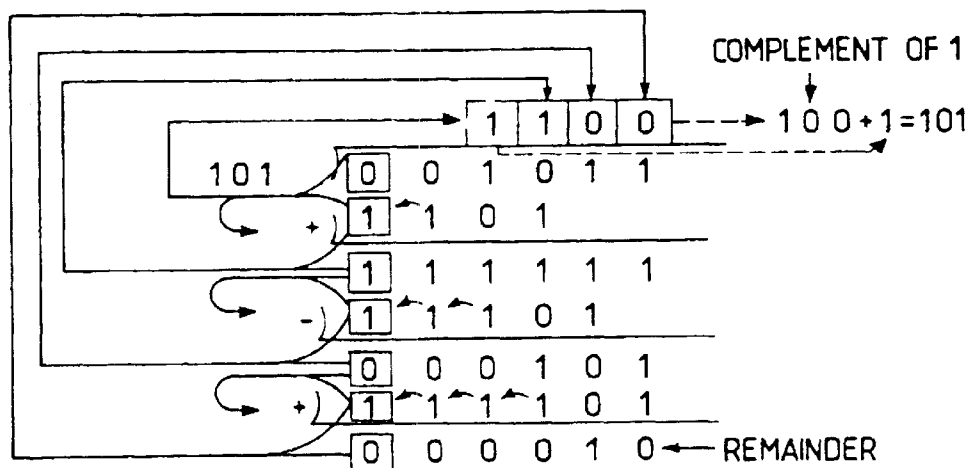 COMPLEMENT OF 1
1 1 0 0 1 0 0 + 1 = 101
101 0 0 1 0 1 1
+ 1 1 0 1
1 1 1 1 1 1
- 1 1 1 0 1
0 0 0 1 0 1
+ 1 1 1 1 0 1
0 0 0 0 1 0 REMAINDER